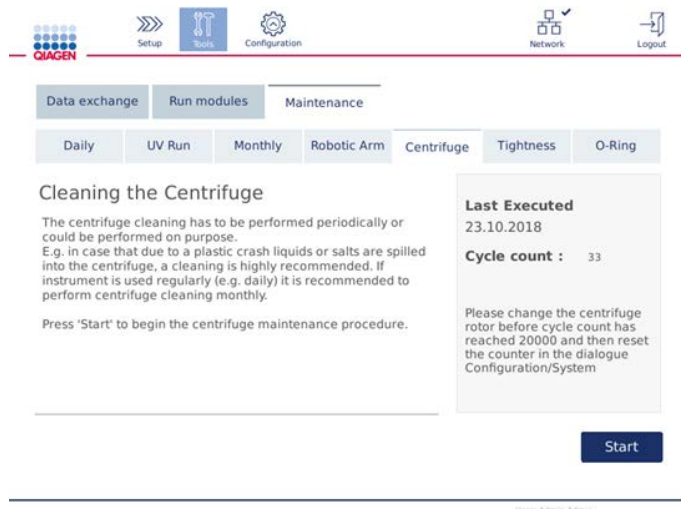 QIAGEN
Setup
Tools
Configuration
Network
Logout
Data exchange
Run modules
Maintenance
Daily
UV Run
Monthly
Robotic Arm
Centrifuge
Tightness
O-Ring
Cleaning the Centrifuge
The centrifuge cleaning has to be performed periodically or
could be performed on purpose.
E.g. in case that due to a plastic crash liquids or salts are spilled
into the centrifuge, a cleaning is highly recommended. If
instrument is used regularly (e.g. daily) it is recommended to
perform centrifuge cleaning monthly.
Press 'Start' to begin the centrifuge maintenance procedure.
Last Executed
23.10.2018
Cycle count : 33
Please change the centrifuge
rotor before cycle count has
reached 20000 and then reset
the counter in the dialogue
Configuration/System
Start